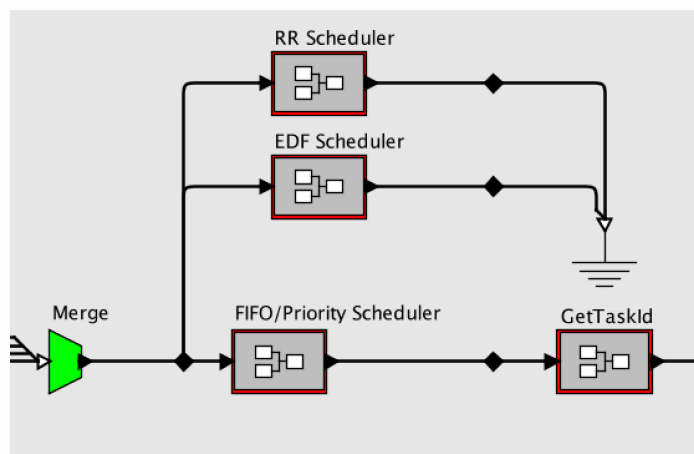 RR Scheduler
EDF Scheduler
Merge
FIFO/Priority Scheduler
GetTaskId